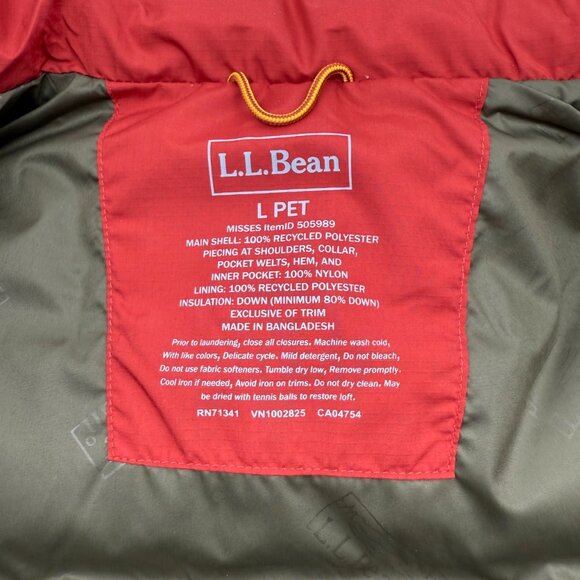 L.L.Bean
L PET
MISSES ItemID 505989
MAIN SHELL: 100% RECYCLED POLYESTER
PIECING AT SHOULDERS, COLLAR,
POCKET WELTS, HEM, AND
INNER POCKET: 100% NYLON
LINING: 100% RECYCLED POLYESTER
INSULATION: DOWN (MINIMUM 80% DOWN)
EXCLUSIVE OF TRIM
MADE IN BANGLADESH
Prior to laundering, close all closures. Machine wash cold,
With like colors, Delicate cycle. Mild detergent, Do not bleach,
Do not use fabric softeners. Tumble dry low, Remove promptly.
Cool iron if needed, Avoid iron on trims. Do not dry clean. May
be dried with tennis balls to restore loft.
RN71341 VN1002825 CA04754